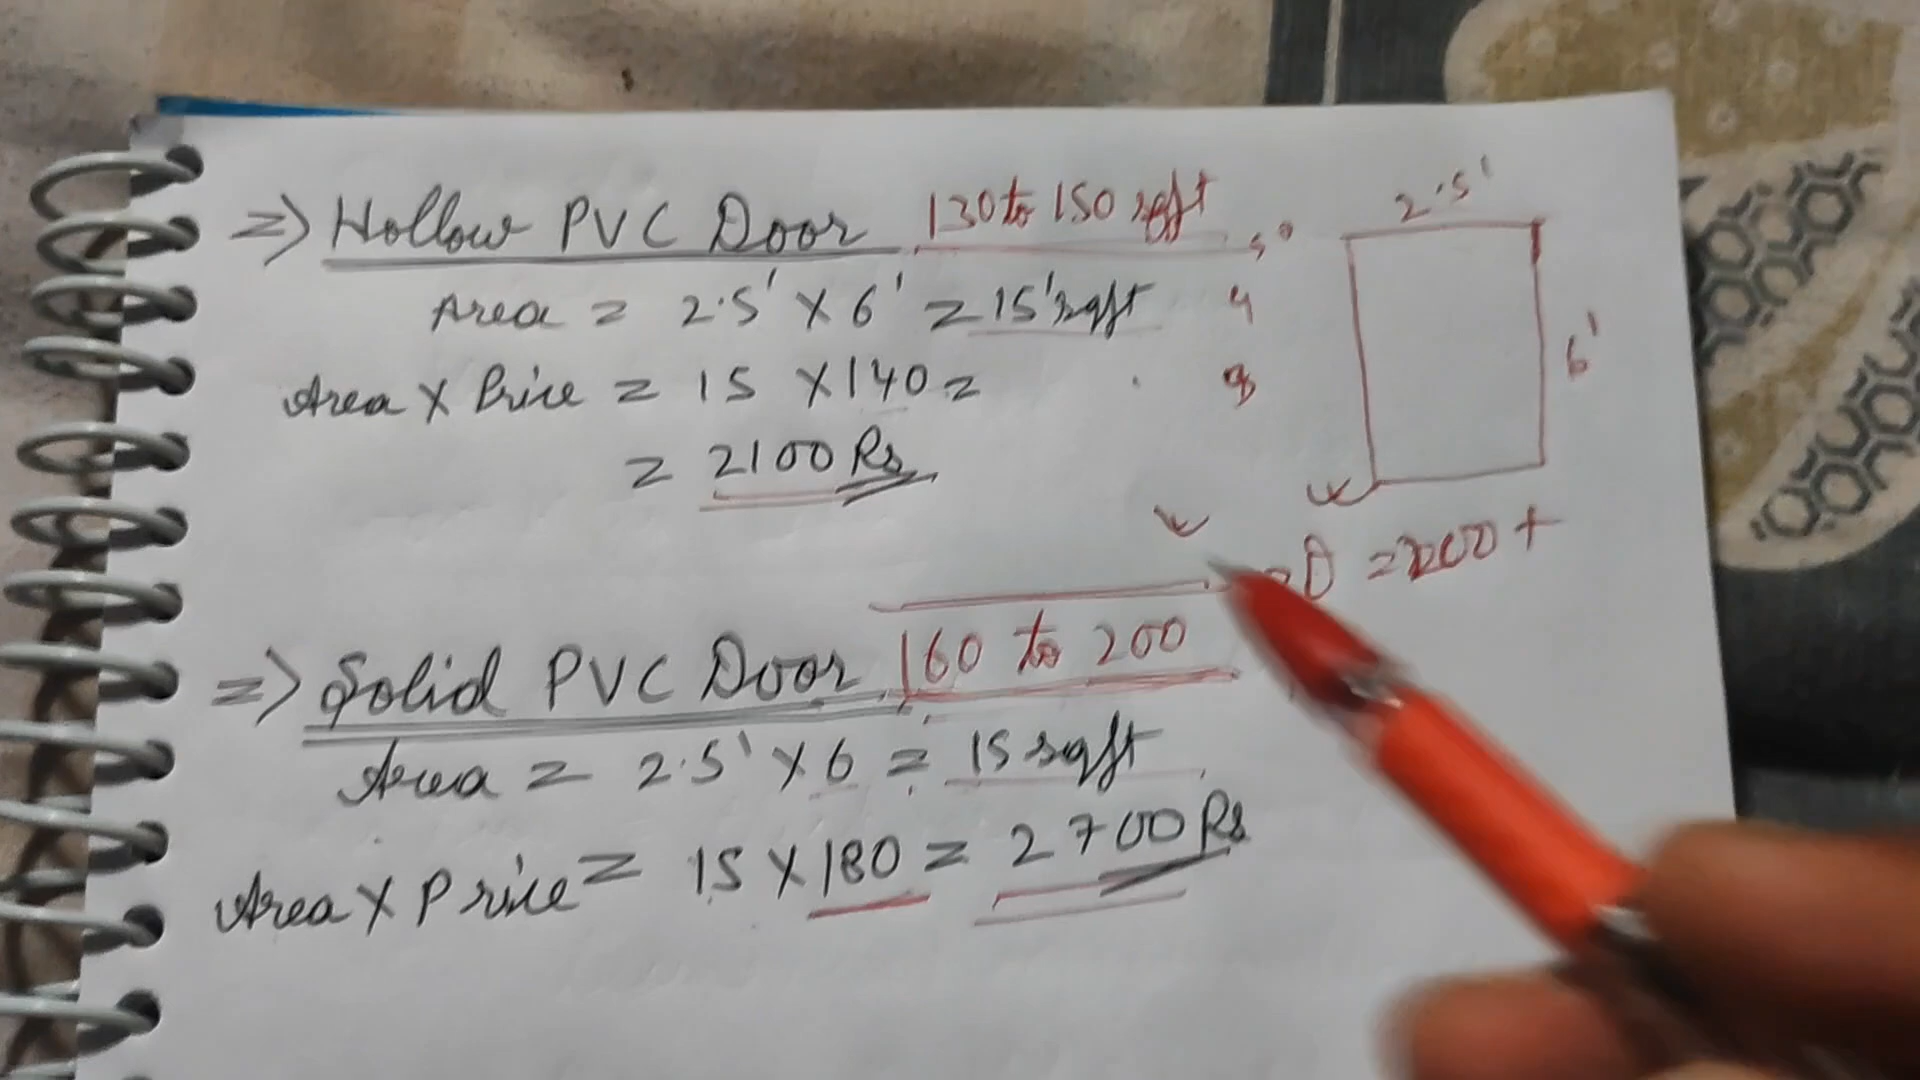 => Hollow PVC Door 130 to 150 sqft
2.5'
Area = 2.5' X 6' = 15' sqft
6'
Area X Price = 15 X 140 =
= 2100 Rs
D = 200 +
=> Solid PVC Door 160 to 200
Area = 2.5' X 6 = 15 sqft
Area X Price = 15 X 180 = 2700 Rs